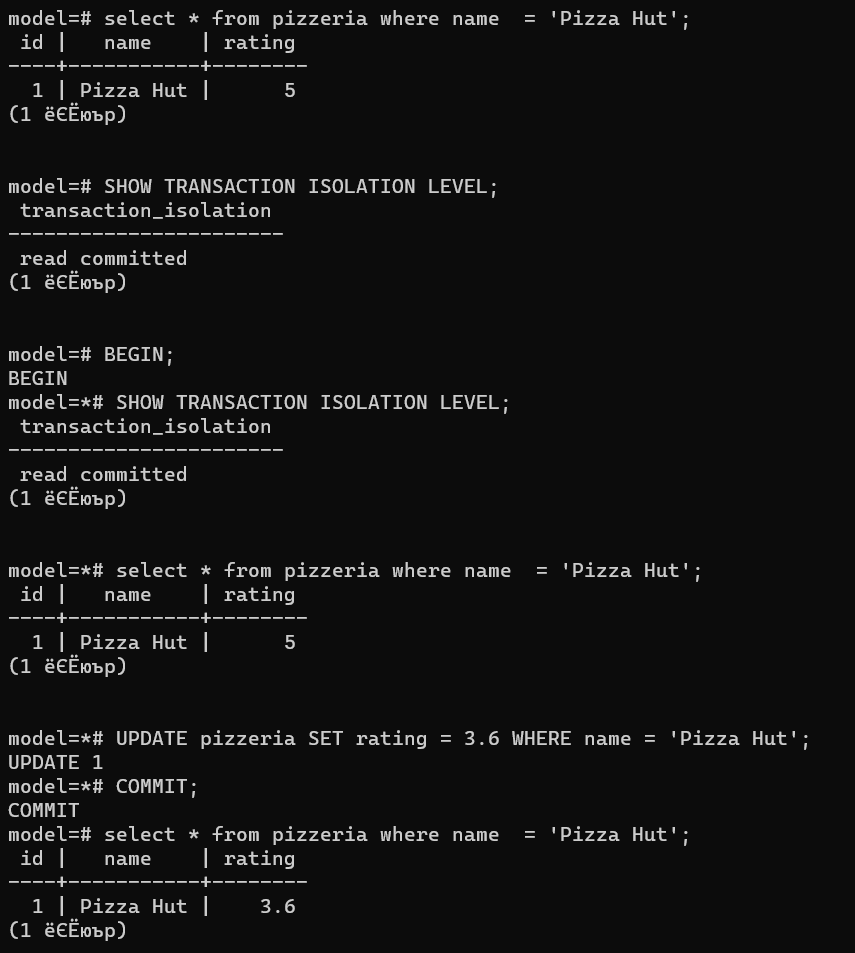 model=# select * from pizzeria where name  = 'Pizza Hut';
 id |   name    | rating
----+-----------+--------
  1 | Pizza Hut |      5
(1 ёЄЁюър)
model=# SHOW TRANSACTION ISOLATION LEVEL;
 transaction_isolation
-----------------------
 read committed
(1 ёЄЁюър)
model=# BEGIN;
BEGIN
model=*# SHOW TRANSACTION ISOLATION LEVEL;
 transaction_isolation
-----------------------
 read committed
(1 ёЄЁюър)
model=*# select * from pizzeria where name  = 'Pizza Hut';
 id |   name    | rating
----+-----------+--------
  1 | Pizza Hut |      5
(1 ёЄЁюър)
model=*# UPDATE pizzeria SET rating = 3.6 WHERE name = 'Pizza Hut';
UPDATE 1
model=*# COMMIT;
COMMIT
model=# select * from pizzeria where name  = 'Pizza Hut';
 id |   name    | rating
----+-----------+--------
  1 | Pizza Hut |    3.6
(1 ёЄЁюър)